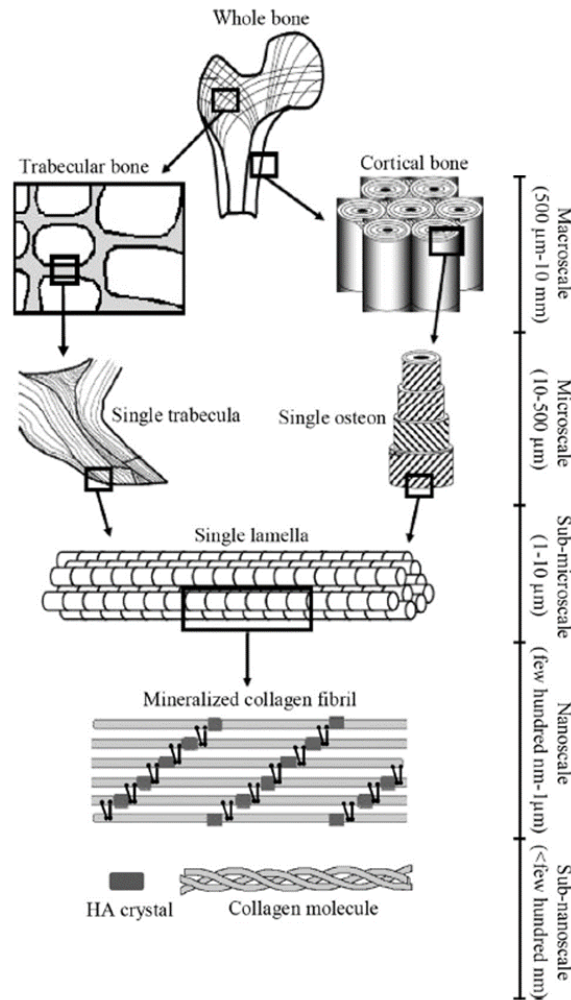 Whole bone
Trabecular bone
Cortical bone
Macroscale
(500 μm-10 mm)
Single trabecula
Single osteon
Microscale
(10-500 μm)
Single lamella
Sub-microscale
(1-10 μm)
Mineralized collagen fibril
Nanoscale
(few hundred nm-1μm)
HA crystal
Collagen molecule
Sub-nanoscale
(<few hundred nm)